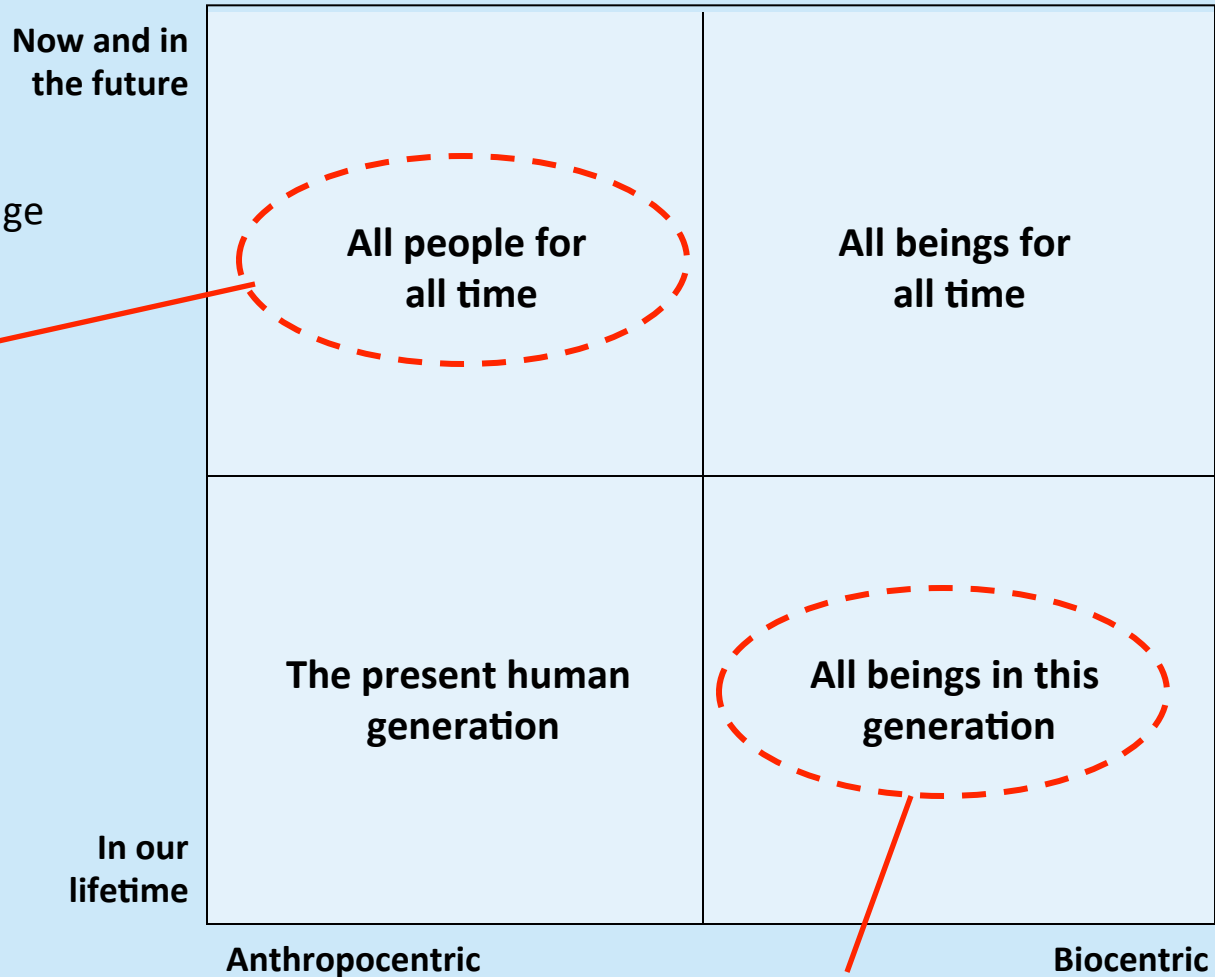 Now and in
the future
ge
All people for
all time
All beings for
all time
The present human
generation
All beings in this
generation
In our
lifetime
Anthropocentric
Biocentric